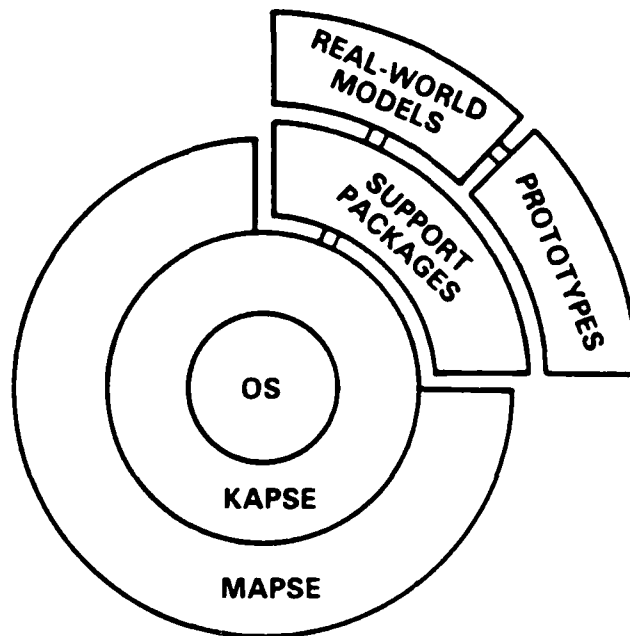 REAL-WORLD
MODELS
SUPPORT
PACKAGES
PROTOTYPES
OS
KAPSE
MAPSE